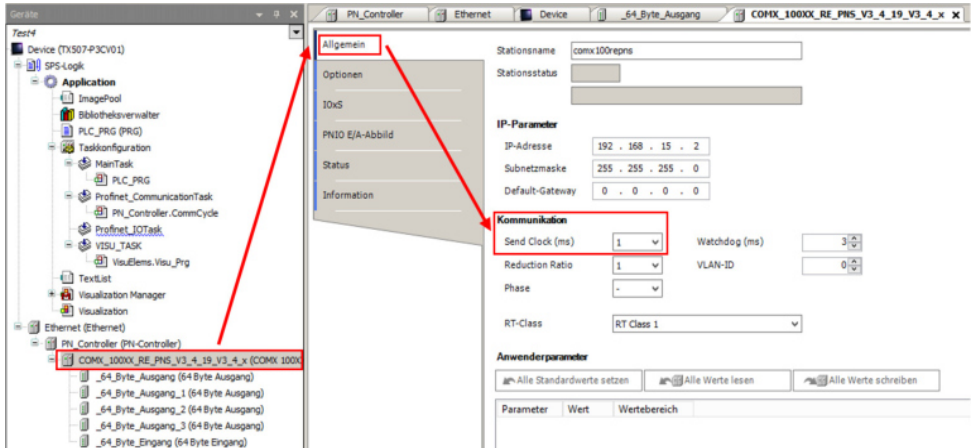 Geräte
PN_Controller
Ethernet
Device
_64_Byte_Ausgang
COMX_100XX_RE_PNS_V3_4_19_V3_4_x
Test4
Device (TX507-P3CV01)
SPS-Logik
Application
ImagePool
Bibliotheksverwalter
PLC_PRG (PRG)
Taskkonfiguration
MainTask
PLC_PRG
Profinet_CommunicationTask
PN_Controller.CommCycle
Profinet_IOTask
VISU_TASK
VisuElems.Visu_Prg
TextList
Visualization Manager
Visualization
Ethernet (Ethernet)
PN_Controller (PN-Controller)
COMX_100XX_RE_PNS_V3_4_19_V3_4_x (COMX 100X
_64_Byte_Ausgang (64 Byte Ausgang)
_64_Byte_Ausgang_1 (64 Byte Ausgang)
_64_Byte_Ausgang_2 (64 Byte Ausgang)
_64_Byte_Ausgang_3 (64 Byte Ausgang)
_64_Byte_Eingang (64 Byte Eingang)
Allgemein
Optionen
IOxS
PNIO E/A-Abbild
Status
Information
Stationsname comx100repns
Stationsstatus
IP-Parameter
IP-Adresse 192 . 168 . 15 . 2
Subnetzmaske 255 . 255 . 255 . 0
Default-Gateway 0 . 0 . 0 . 0
Kommunikation
Send Clock (ms) 1 Watchdog (ms) 3
Reduction Ratio 1 VLAN-ID 0
Phase -
RT-Class RT Class 1
Anwenderparameter
Alle Standardwerte setzen Alle Werte lesen Alle Werte schreiben
Parameter Wert Wertebereich